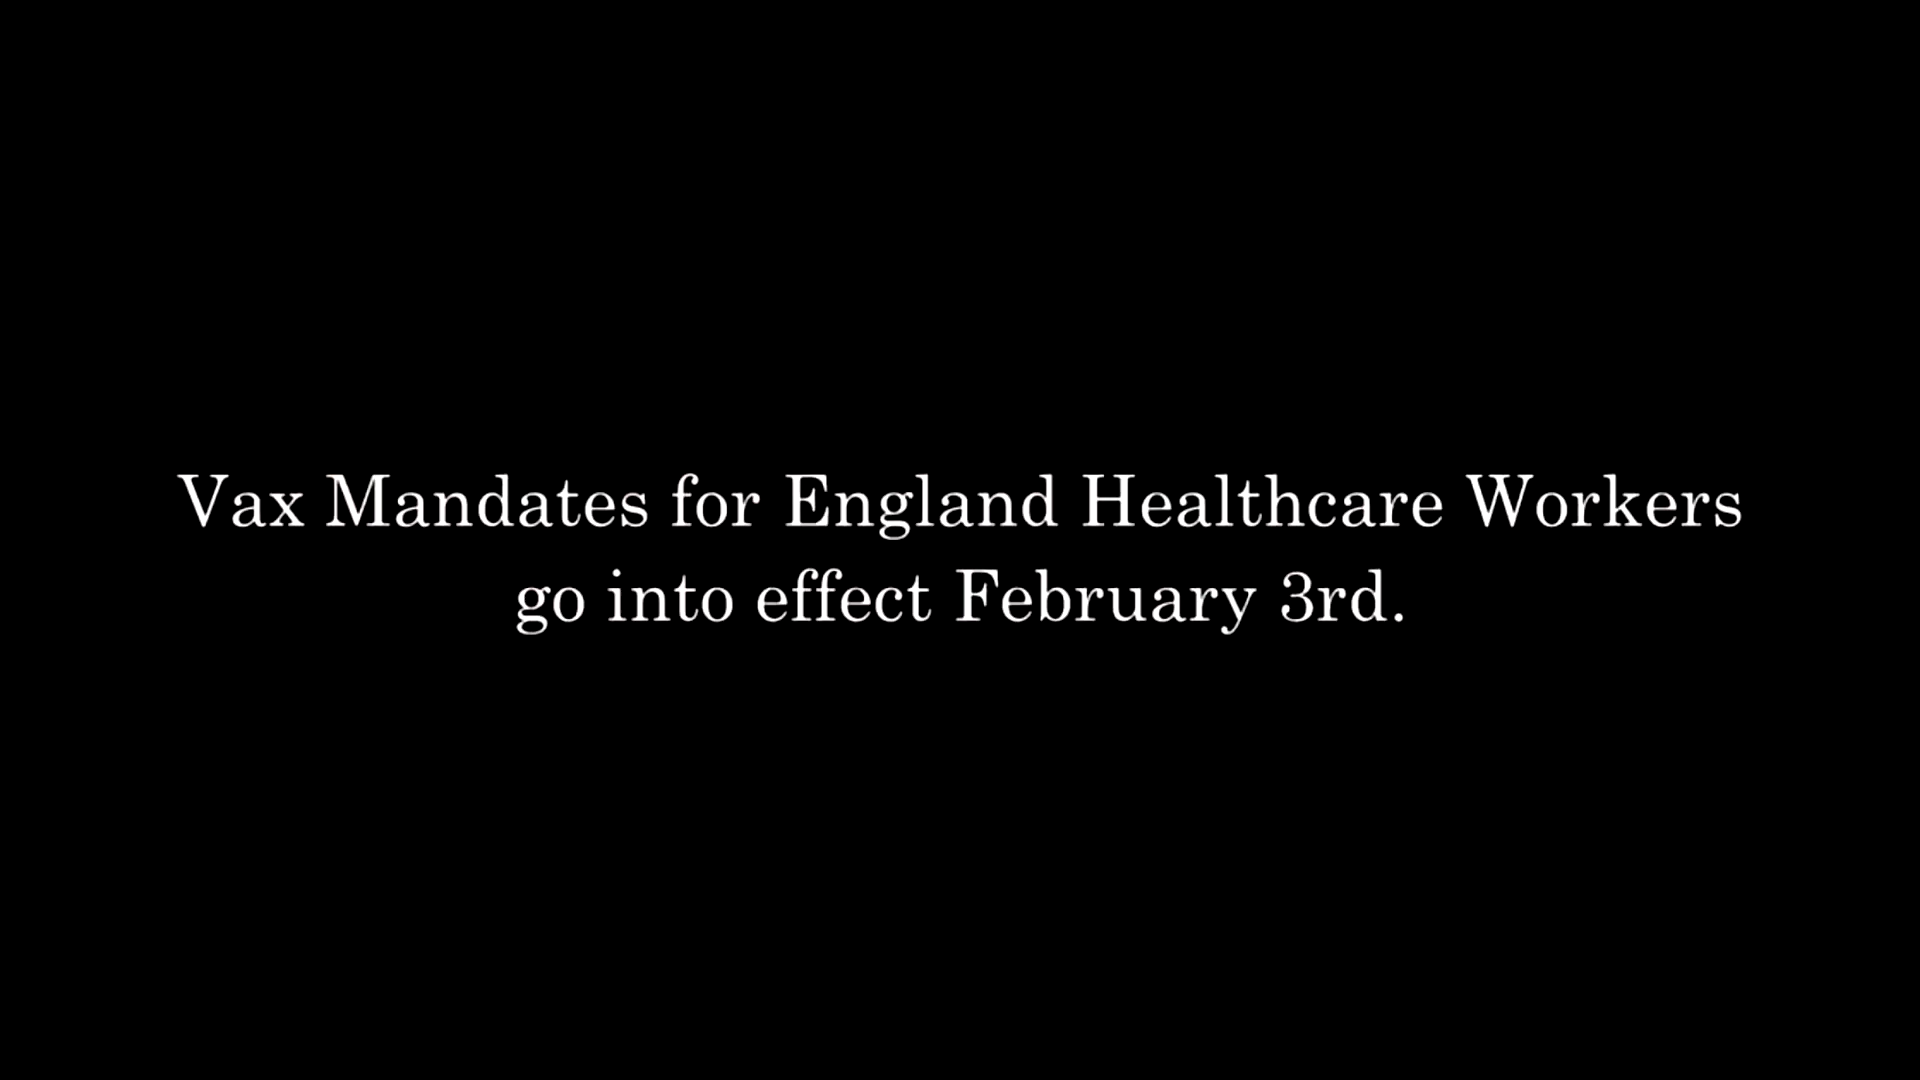 Vax Mandates for England Healthcare Workers
go into effect February 3rd.